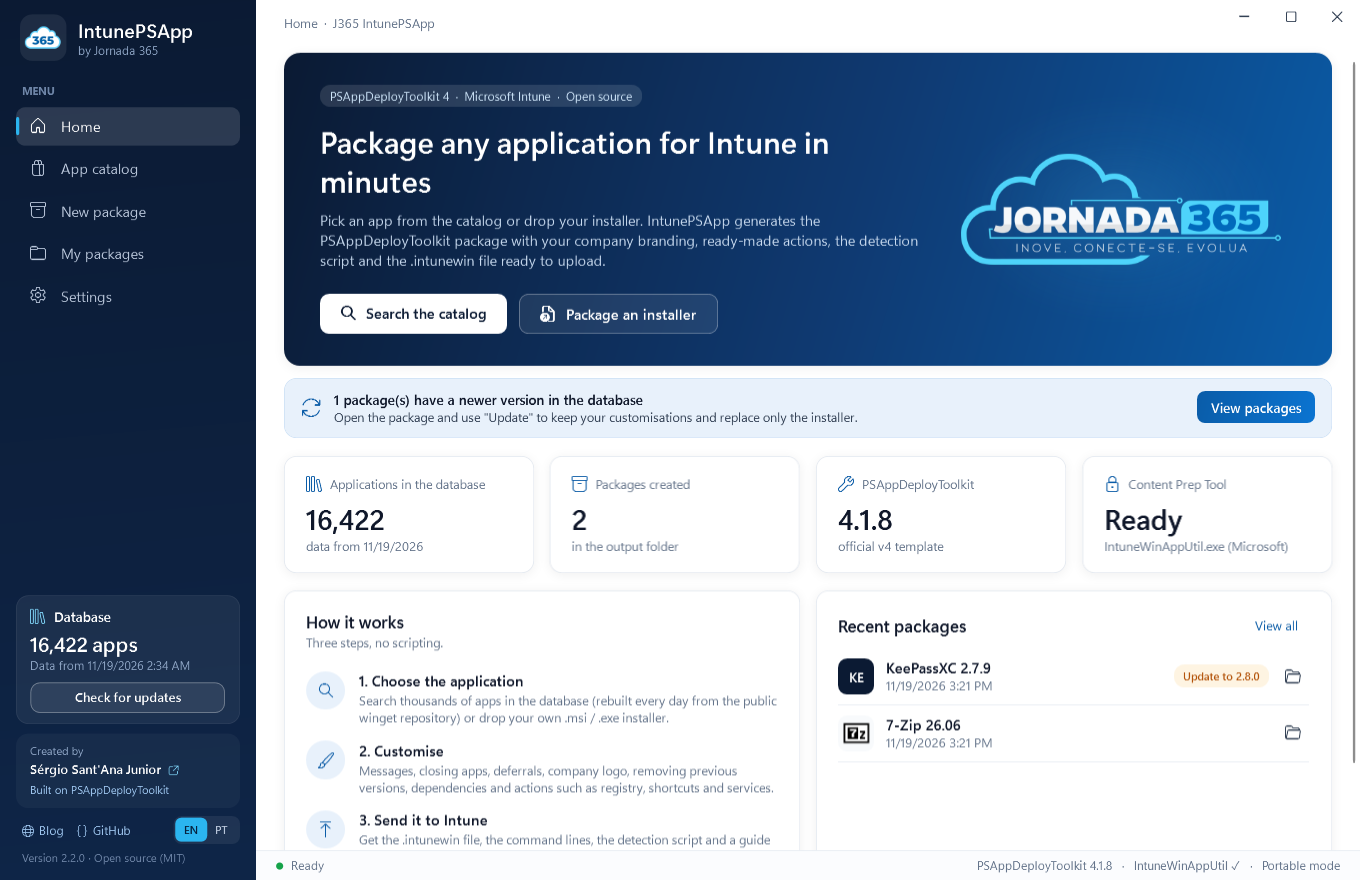 365
IntunePSApp
by Jornada 365
MENU
Home
App catalog
New package
My packages
Settings
Database
16,422 apps
Data from 11/19/2026 2:34 AM
Check for updates
Created by
Sérgio Sant'Ana Junior
Built on PSAppDeployToolkit
Blog
GitHub
EN PT
Version 2.2.0 · Open source (MIT)
Home · J365 IntunePSApp
PSAppDeployToolkit 4 · Microsoft Intune · Open source
Package any application for Intune in
minutes
Pick an app from the catalog or drop your installer. IntunePSApp generates the
PSAppDeployToolkit package with your company branding, ready-made actions, the detection
script and the .intunewin file ready to upload.
Search the catalog
Package an installer
JORNADA 365
INOVE. CONECTE-SE. EVOLUA
1 package(s) have a newer version in the database
Open the package and use "Update" to keep your customisations and replace only the installer.
View packages
Applications in the database
16,422
data from 11/19/2026
Packages created
2
in the output folder
PSAppDeployToolkit
4.1.8
official v4 template
Content Prep Tool
Ready
IntuneWinAppUtil.exe (Microsoft)
How it works
Three steps, no scripting.
1. Choose the application
Search thousands of apps in the database (rebuilt every day from the public
winget repository) or drop your own .msi / .exe installer.
2. Customise
Messages, closing apps, deferrals, company logo, removing previous
versions, dependencies and actions such as registry, shortcuts and services.
3. Send it to Intune
Get the .intunewin file, the command lines, the detection script and a guide
Recent packages
View all
KE
KeePassXC 2.7.9
11/19/2026 3:21 PM
Update to 2.8.0
7z
7-Zip 26.06
11/19/2026 3:21 PM
Ready
PSAppDeployToolkit 4.1.8 · IntuneWinAppUtil ✓ · Portable mode